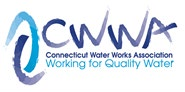 CWWA
Connecticut Water Works Association
Working for Quality Water